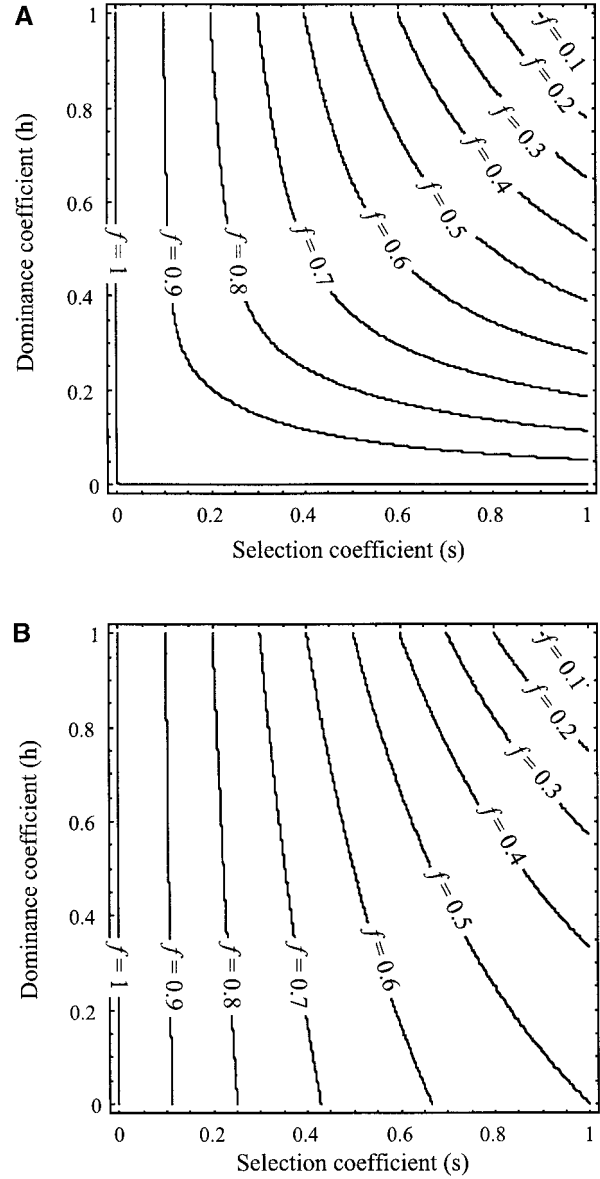 A
1
0.8
0.6
0.4
0.2
0
Dominance coefficient (h)
f = 1
f = 0.9
f = 0.8
f = 0.7
f = 0.6
f = 0.5
f = 0.4
f = 0.3
f = 0.2
f = 0.1
0 0.2 0.4 0.6 0.8 1
Selection coefficient (s)
B
1
0.8
0.6
0.4
0.2
0
Dominance coefficient (h)
f = 1
f = 0.9
f = 0.8
f = 0.7
f = 0.6
f = 0.5
f = 0.4
f = 0.3
f = 0.2
f = 0.1
0 0.2 0.4 0.6 0.8 1
Selection coefficient (s)